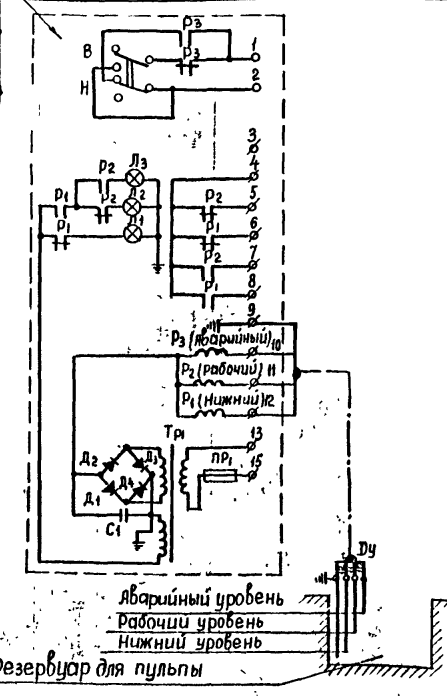 Р3
В
Р3
1
Н
2
3
Р2
Л3
4
Р1
Р2
Л2
Р2
5
Р1
Л1
Р1
6
Р2
7
Р1
8
9
Р3 (Аварийный) 10
Р2 (Рабочий) 11
Р1 (Нижний) 12
Тр1
13
Д2
Д3
ПР1
15
Д1
Д4
С1
Ду
Аварийный уровень
Рабочий уровень
Нижний уровень
Резервуар для пульпы